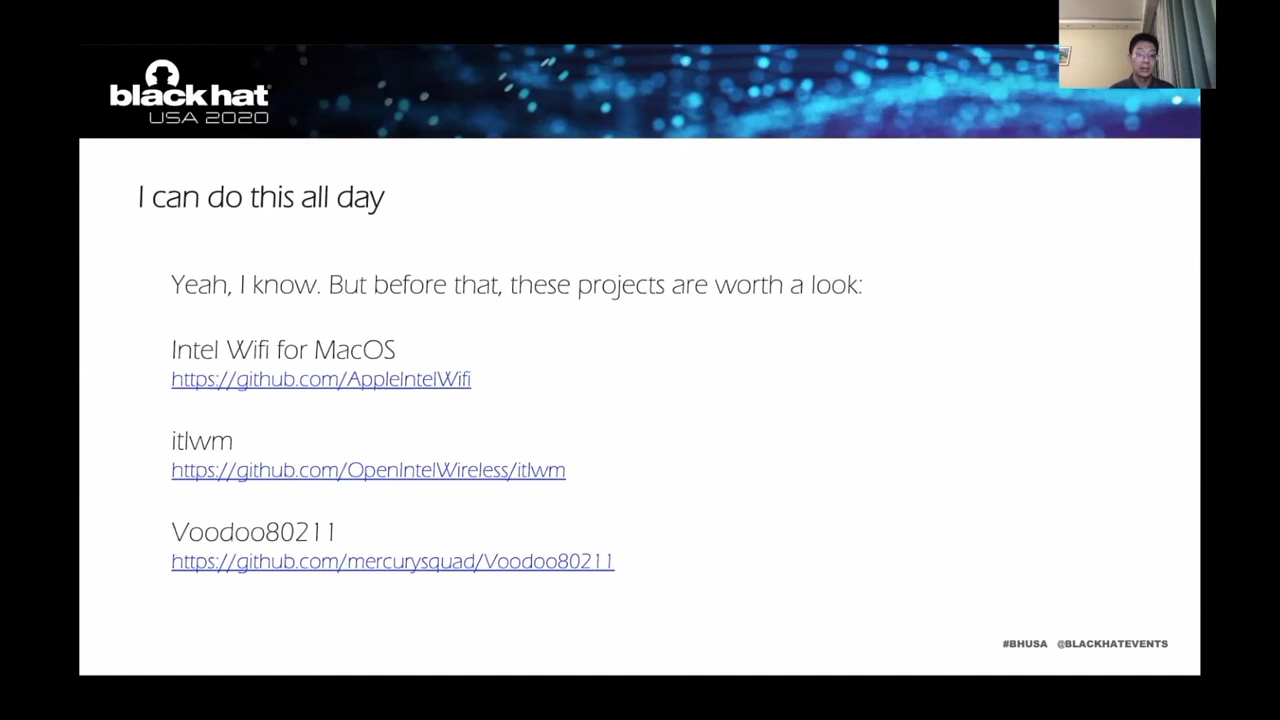 black hat
USA 2020
I can do this all day
Yeah, I know. But before that, these projects are worth a look:
Intel Wifi for MacOS
https://github.com/AppleIntelWifi
itlwm
https://github.com/OpenIntelWireless/itlwm
Voodoo80211
https://github.com/mercurysquad/Voodoo80211
#BHUSA @BLACKHATEVENTS